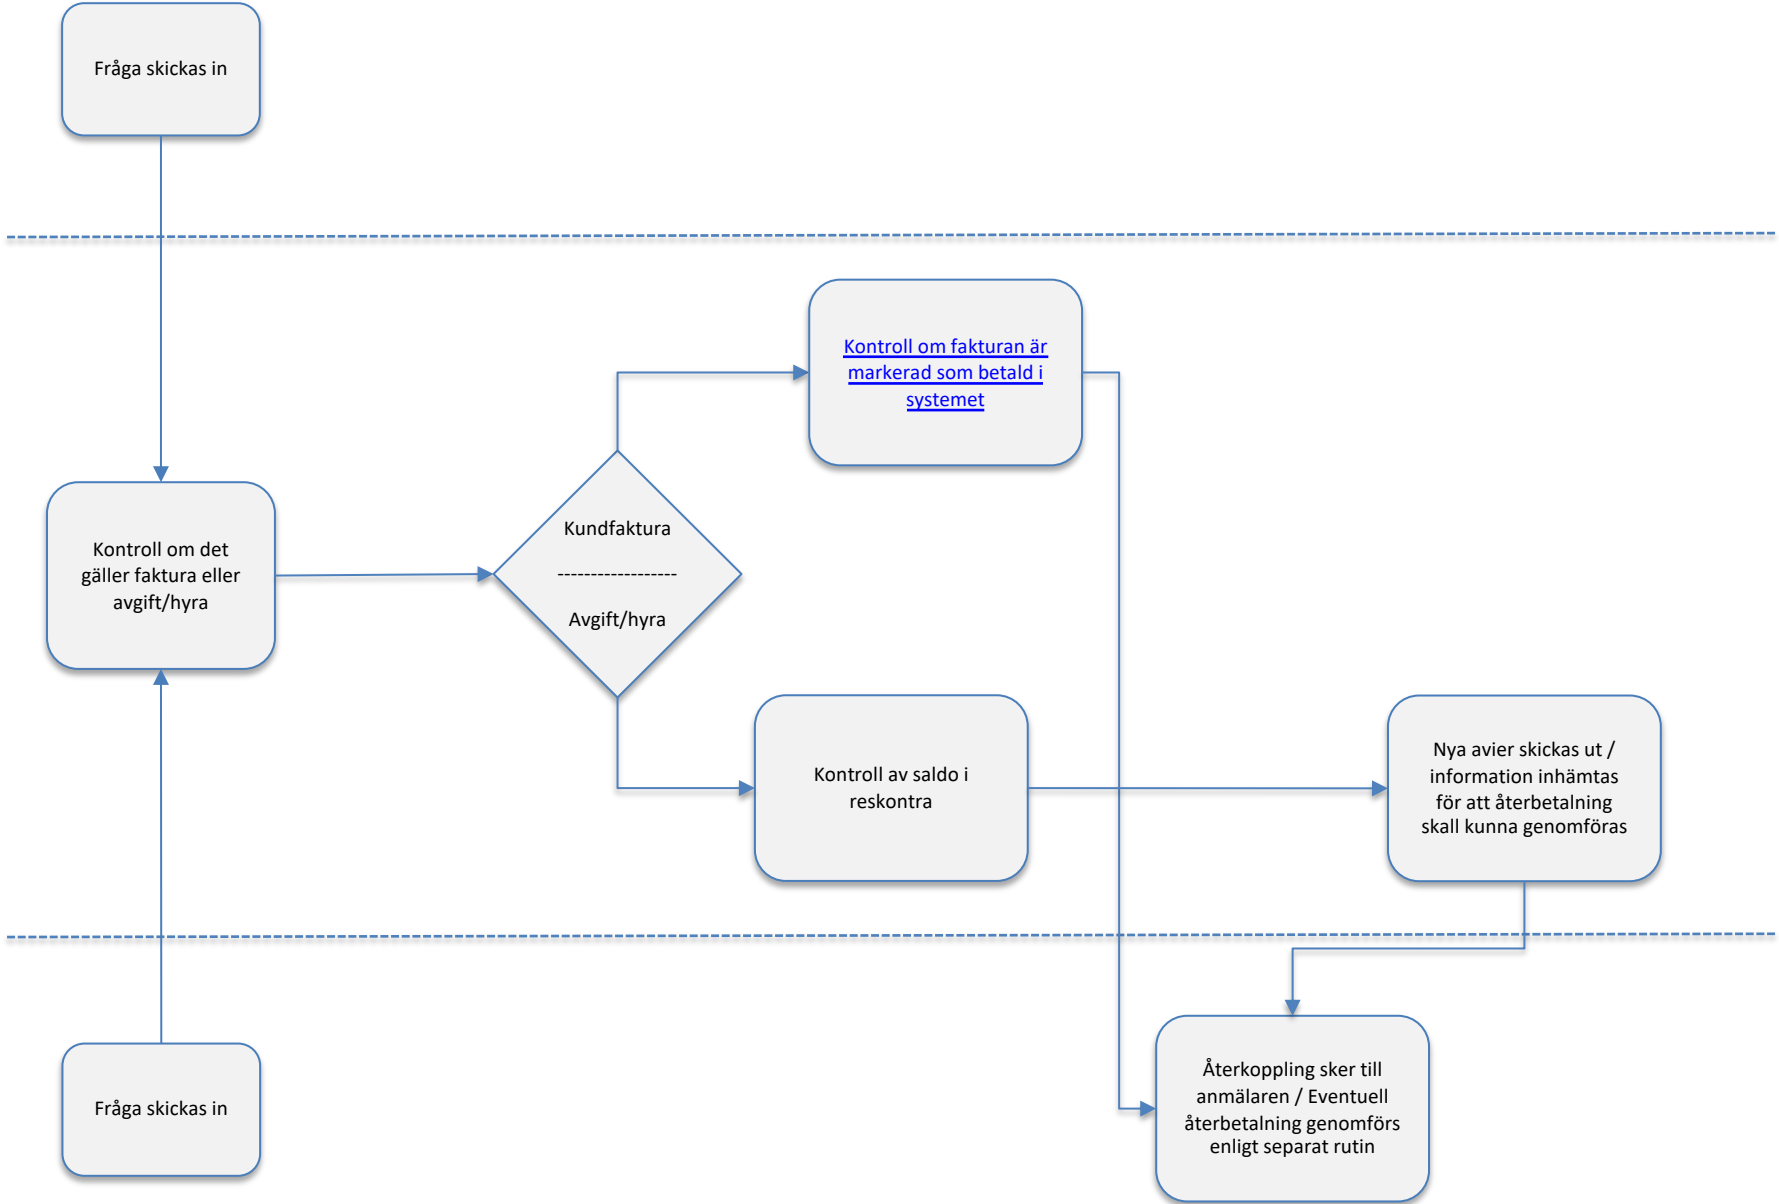 Fråga skickas in
Kontroll om fakturan är
markerad som betald i
systemet
Kontroll om det
gäller faktura eller
avgift/hyra
Kundfaktura
------------------
Avgift/hyra
Kontroll av saldo i
reskontra
Nya avier skickas ut /
information inhämtas
för att återbetalning
skall kunna genomföras
Fråga skickas in
Återkoppling sker till
anmälaren / Eventuell
återbetalning genomförs
enligt separat rutin